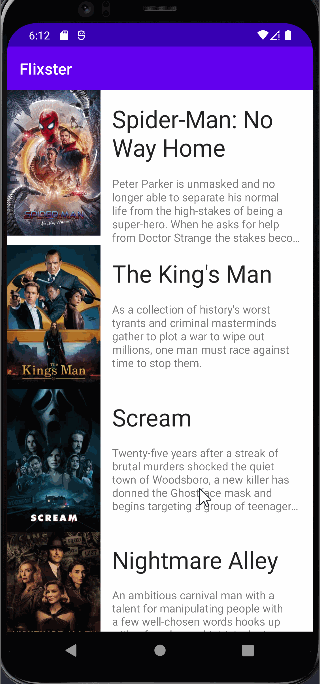 6:12
Flixster
Spider-Man: No
Way Home
Peter Parker is unmasked and no
longer able to separate his normal
life from the high-stakes of being a
super-hero. When he asks for help
from Doctor Strange the stakes beco...
SPIDER-MAN
The King's Man
As a collection of history's worst
tyrants and criminal masterminds
gather to plot a war to wipe out
millions, one man must race against
time to stop them.
The
King's Man
Scream
Twenty-five years after a streak of
brutal murders shocked the quiet
town of Woodsboro, a new killer has
donned the Ghostface mask and
begins targeting a group of teenager...
SCREAM
Nightmare Alley
An ambitious carnival man with a
talent for manipulating people with
a few well-chosen words hooks up